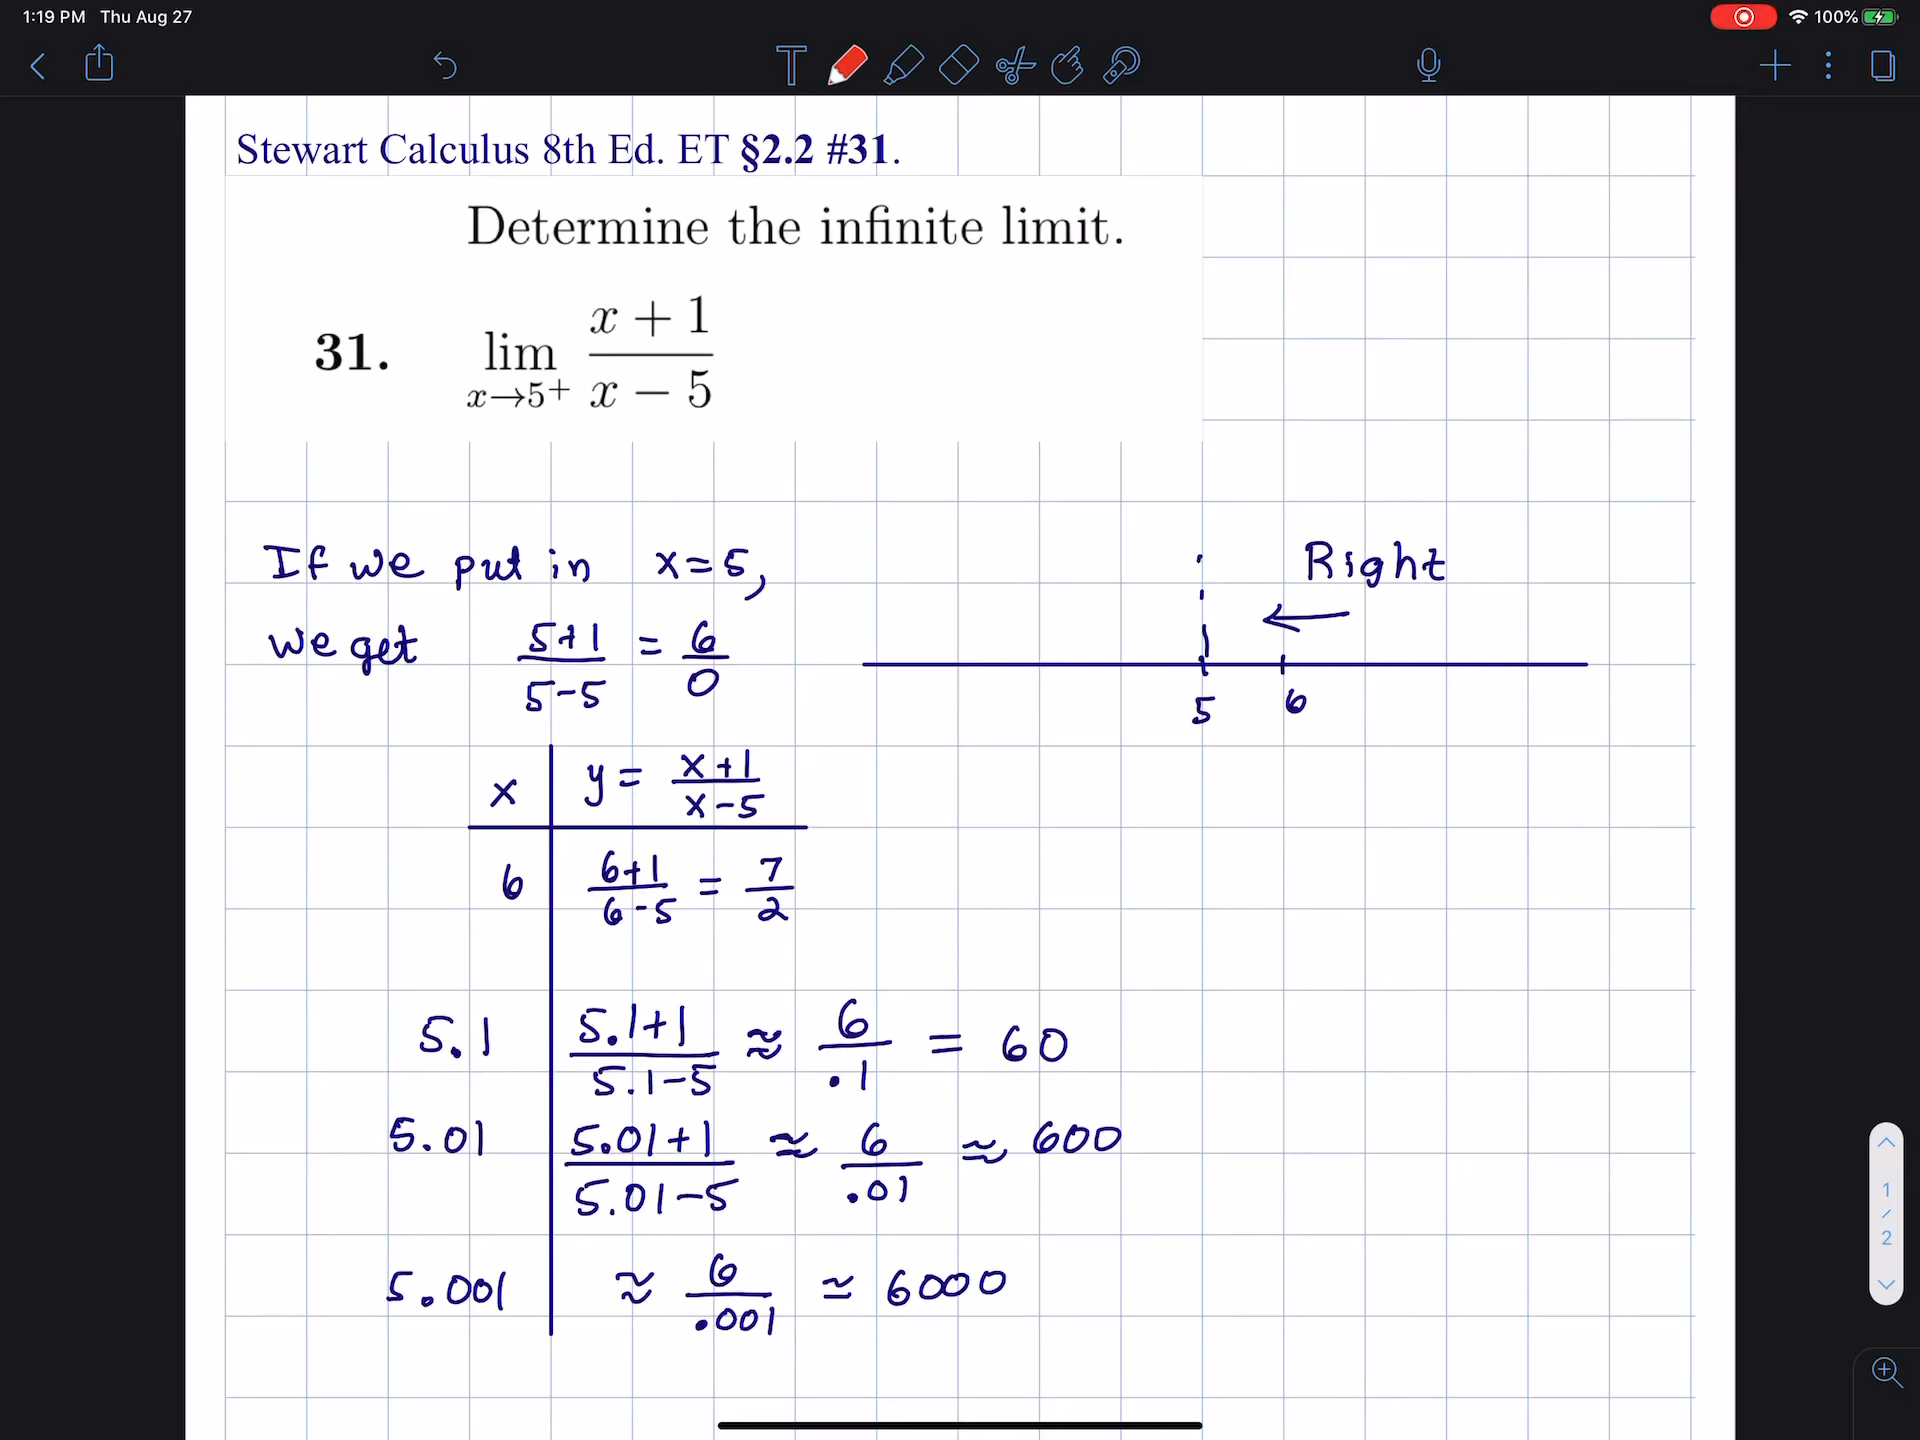 1:19 PM Thu Aug 27
100%
Stewart Calculus 8th Ed. ET §2.2 #31.
Determine the infinite limit.
31. lim x→5+ (x + 1)/(x − 5)
If we put in x=5,
we get (5+1)/(5-5) = 6/0
Right
5 6
x y = (x+1)/(x-5)
6 (6+1)/(6-5) = 7/2
5.1 (5.1+1)/(5.1-5) ≈ 6/.1 = 60
5.01 (5.01+1)/(5.01-5) ≈ 6/.01 ≈ 600
5.001 ≈ 6/.001 ≃ 6000
1/2